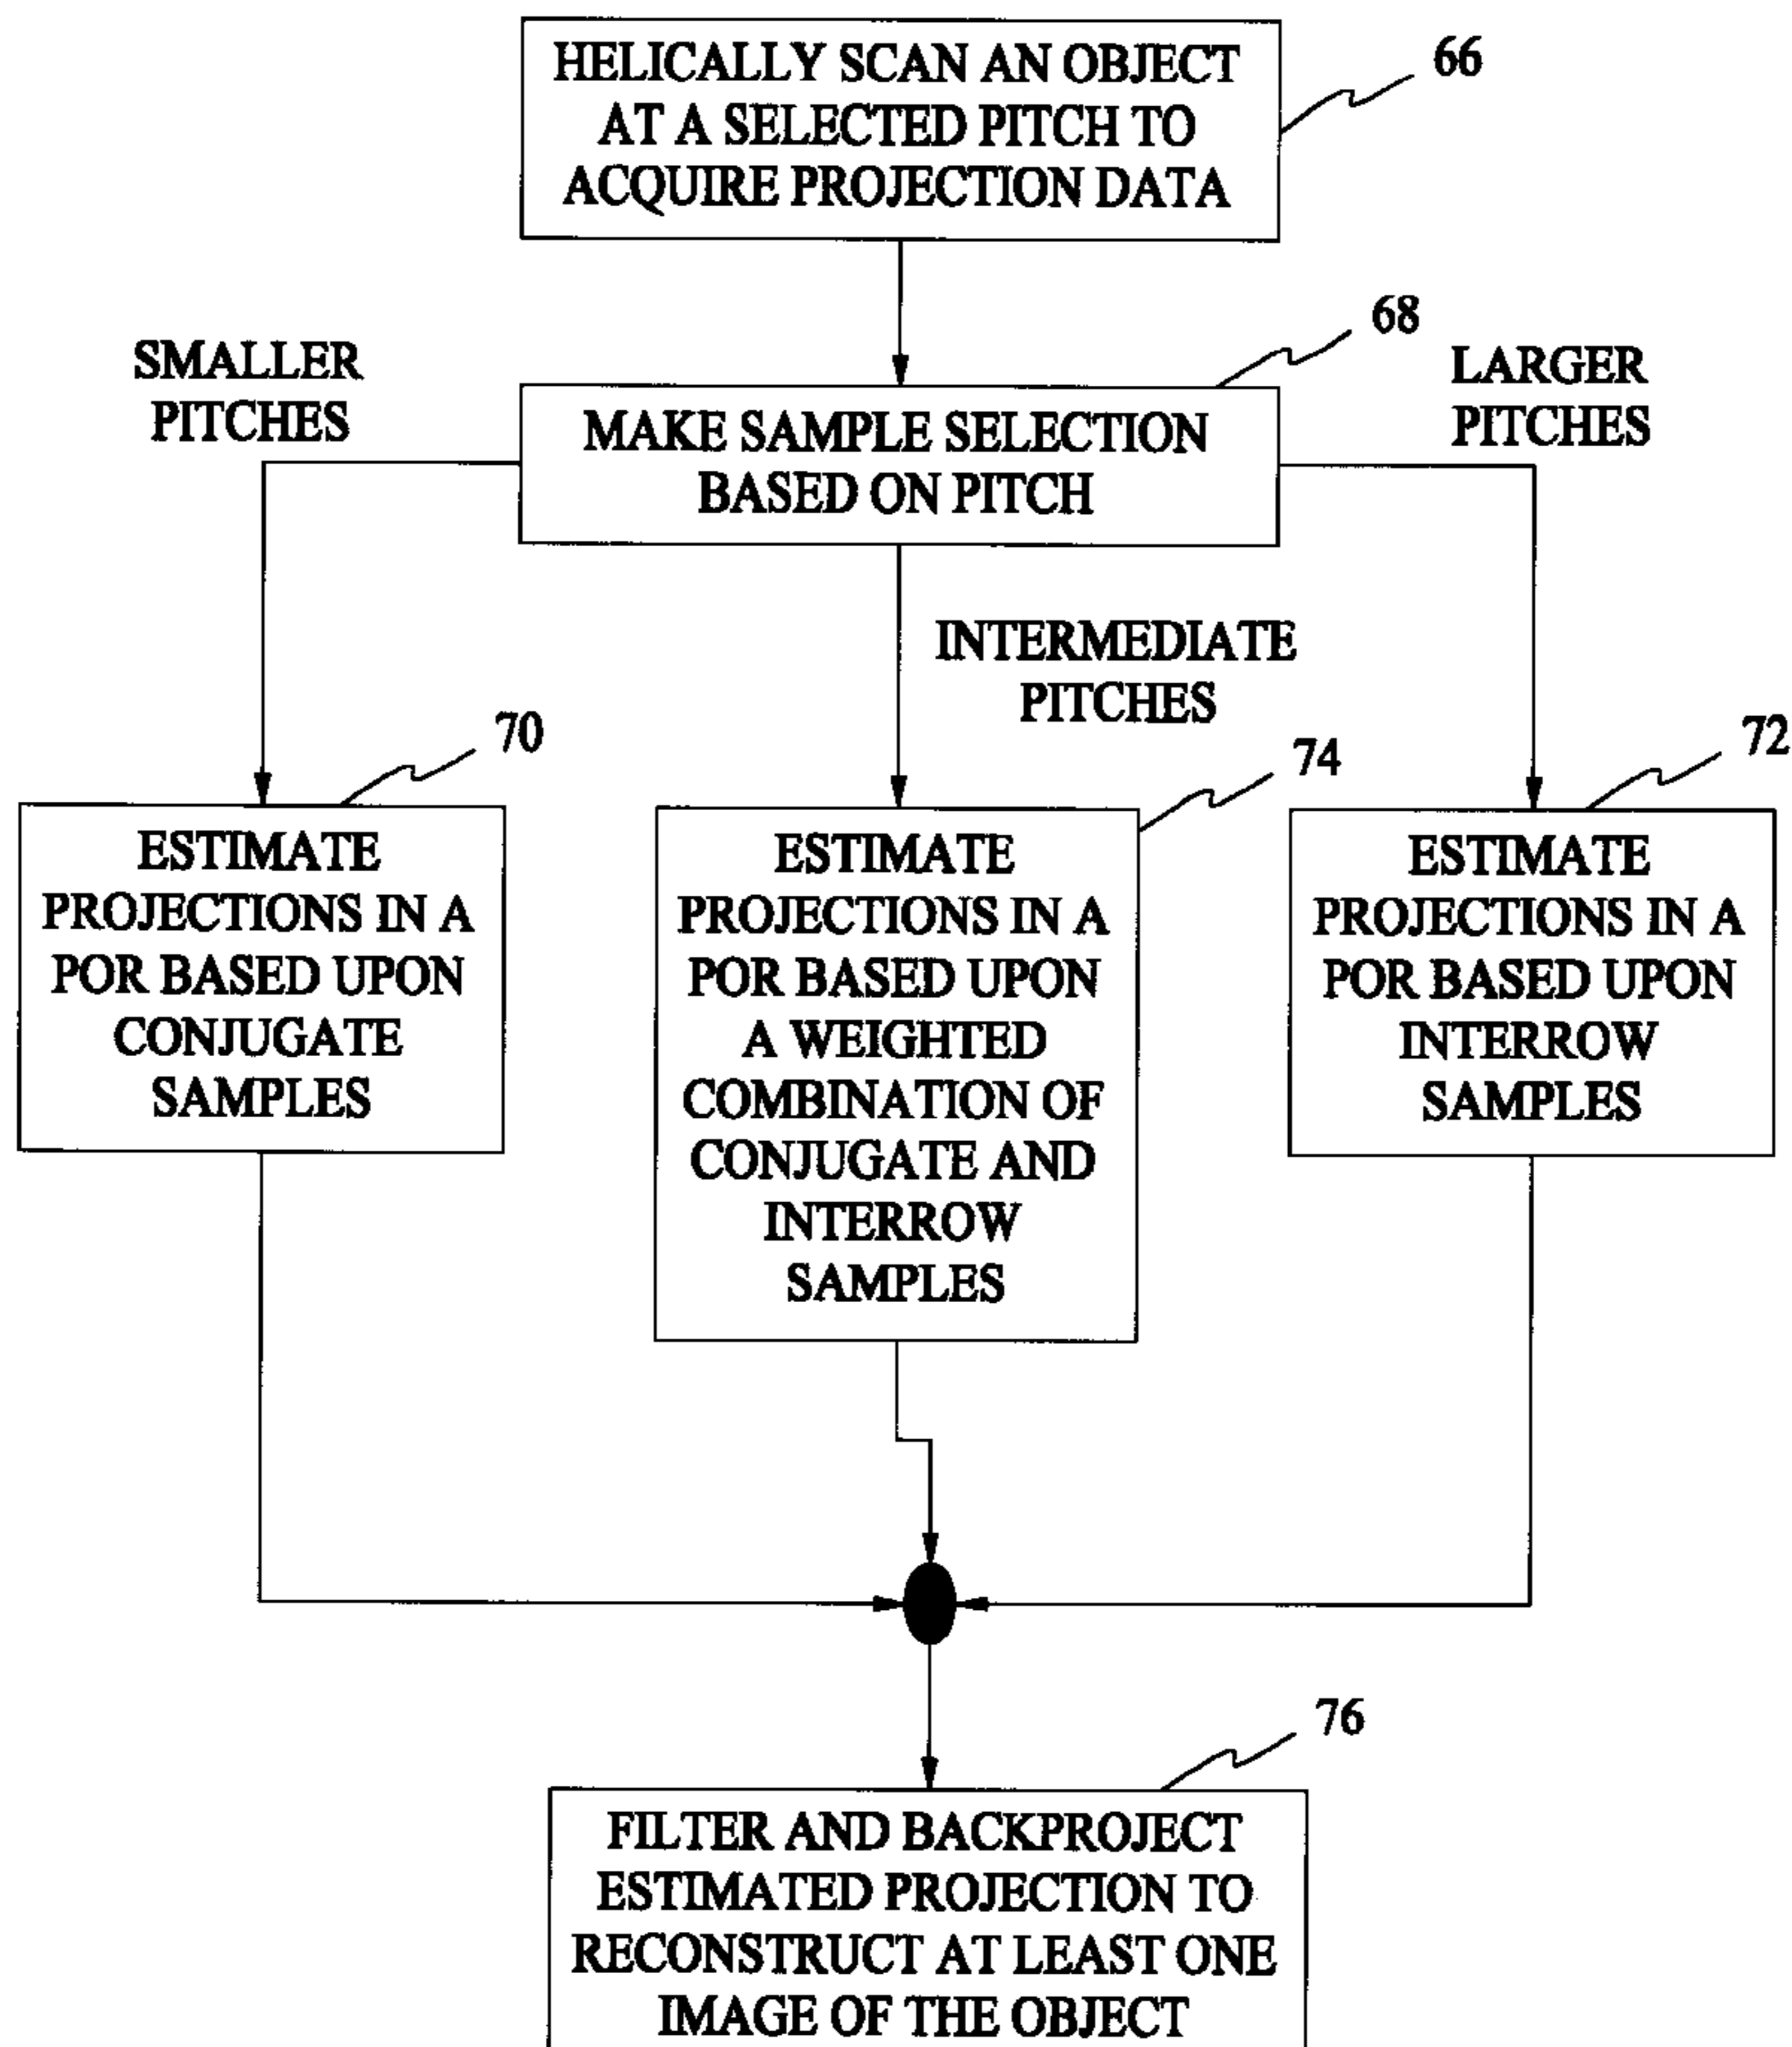 HELICALLY SCAN AN OBJECT
AT A SELECTED PITCH TO
ACQUIRE PROJECTION DATA
66
68
SMALLER
PITCHES
LARGER
PITCHES
MAKE SAMPLE SELECTION
BASED ON PITCH
INTERMEDIATE
PITCHES
70
74
72
ESTIMATE
PROJECTIONS IN A
POR BASED UPON
CONJUGATE
SAMPLES
ESTIMATE
PROJECTIONS IN A
POR BASED UPON
A WEIGHTED
COMBINATION OF
CONJUGATE AND
INTERROW
SAMPLES
ESTIMATE
PROJECTIONS IN A
POR BASED UPON
INTERROW
SAMPLES
76
FILTER AND BACKPROJECT
ESTIMATED PROJECTION TO
RECONSTRUCT AT LEAST ONE
IMAGE OF THE OBJECT